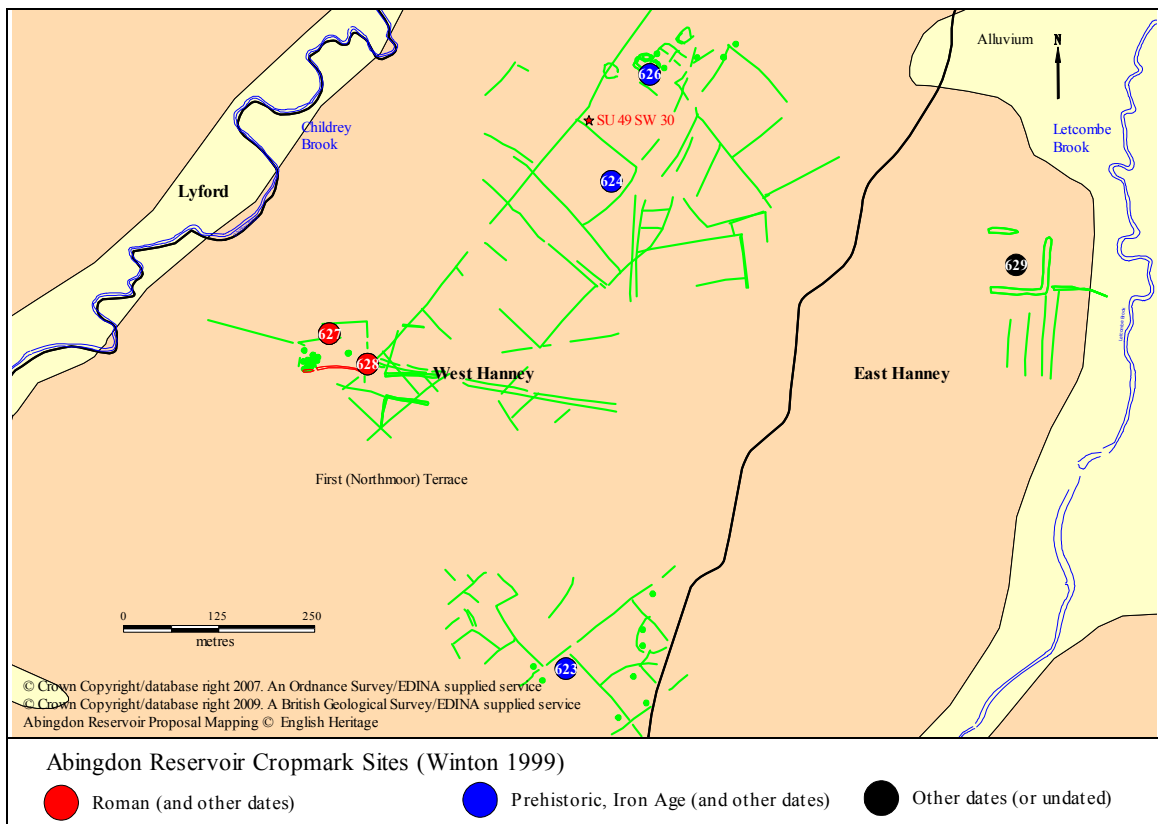 Alluvium
N
626
Childrey
Brook
SU 49 SW 30
Letcombe
Brook
Lyford
624
629
Letcombe Brook
627
628
West Hanney
East Hanney
First (Northmoor) Terrace
0 125 250
metres
623
© Crown Copyright/database right 2007. An Ordnance Survey/EDINA supplied service
© Crown Copyright/database right 2009. A British Geological Survey/EDINA supplied service
Abingdon Reservoir Proposal Mapping © English Heritage
Abingdon Reservoir Cropmark Sites (Winton 1999)
Roman (and other dates)
Prehistoric, Iron Age (and other dates)
Other dates (or undated)